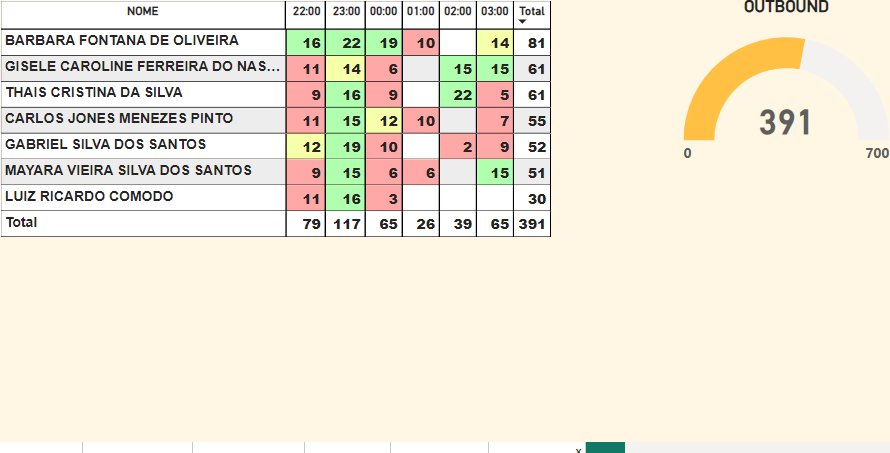 NOME 22:00 23:00 00:00 01:00 02:00 03:00 Total
BARBARA FONTANA DE OLIVEIRA 16 22 19 10 14 81
GISELE CAROLINE FERREIRA DO NAS... 11 14 6 15 15 61
THAIS CRISTINA DA SILVA 9 16 9 22 5 61
CARLOS JONES MENEZES PINTO 11 15 12 10 7 55
GABRIEL SILVA DOS SANTOS 12 19 10 2 9 52
MAYARA VIEIRA SILVA DOS SANTOS 9 15 6 6 15 51
LUIZ RICARDO COMODO 11 16 3 30
Total 79 117 65 26 39 65 391
OUTBOUND
391
0 700
x